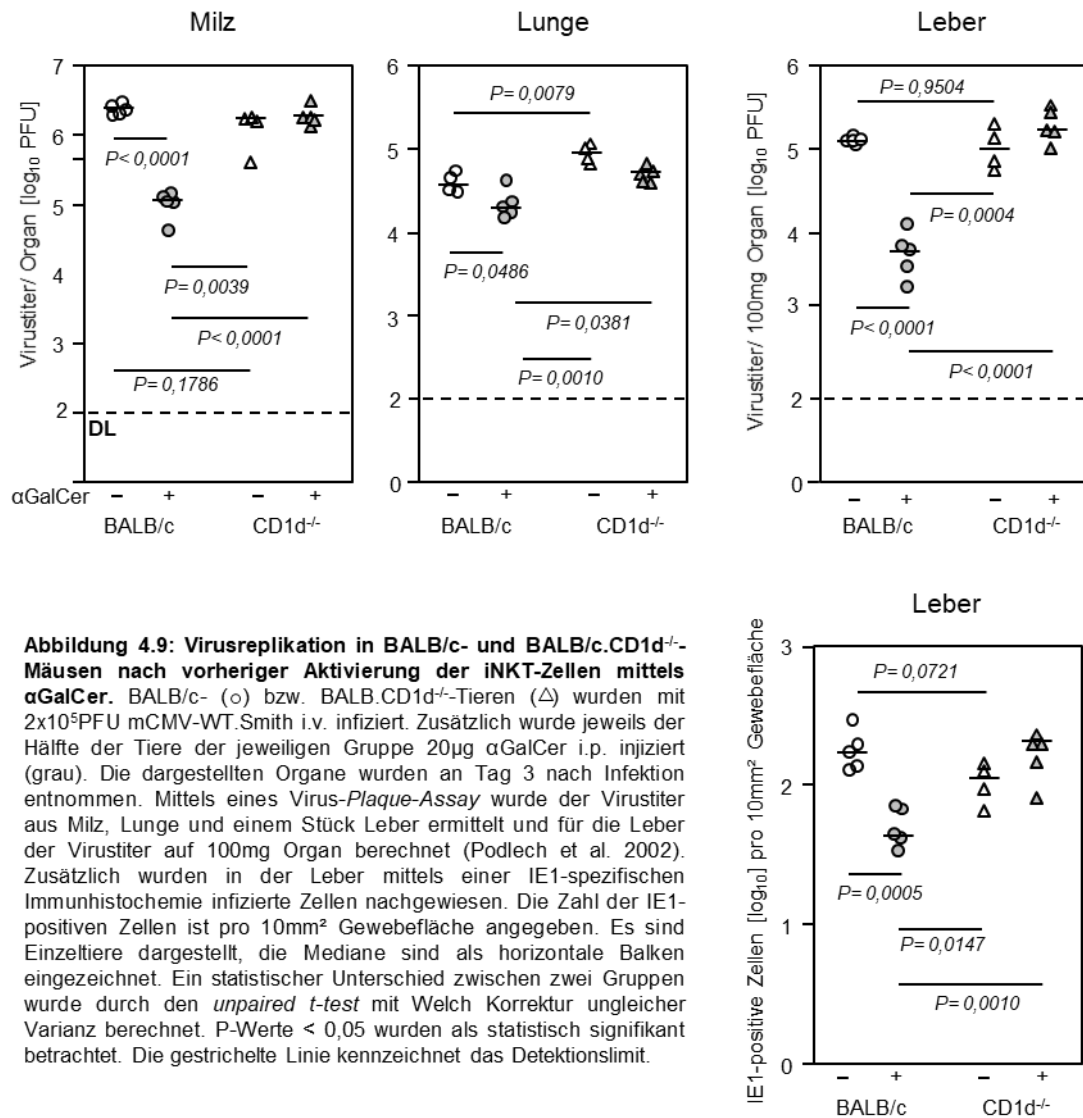 Milz
Virustiter/ Organ [log₁₀ PFU]
7
6
5
4
3
2
P< 0,0001
P= 0,0039
P< 0,0001
P= 0,1786
DL
αGalCer
– + – +
BALB/c CD1d⁻/⁻
Lunge
6
5
4
3
2
0
P= 0,0079
P= 0,0486
P= 0,0381
P= 0,0010
– + – +
BALB/c CD1d⁻/⁻
Leber
Virustiter/ 100mg Organ [log₁₀ PFU]
6
5
4
3
2
0
P= 0,9504
P= 0,0004
P< 0,0001
P< 0,0001
– + – +
BALB/c CD1d⁻/⁻
Abbildung 4.9: Virusreplikation in BALB/c- und BALB/c.CD1d⁻/⁻-
Mäusen nach vorheriger Aktivierung der iNKT-Zellen mittels
αGalCer. BALB/c- (○) bzw. BALB.CD1d⁻/⁻-Tieren (△) wurden mit
2x10⁵PFU mCMV-WT.Smith i.v. infiziert. Zusätzlich wurde jeweils der
Hälfte der Tiere der jeweiligen Gruppe 20µg αGalCer i.p. injiziert
(grau). Die dargestellten Organe wurden an Tag 3 nach Infektion
entnommen. Mittels eines Virus-Plaque-Assay wurde der Virustiter
aus Milz, Lunge und einem Stück Leber ermittelt und für die Leber
der Virustiter auf 100mg Organ berechnet (Podlech et al. 2002).
Zusätzlich wurden in der Leber mittels einer IE1-spezifischen
Immunhistochemie infizierte Zellen nachgewiesen. Die Zahl der IE1-
positiven Zellen ist pro 10mm² Gewebefläche angegeben. Es sind
Einzeltiere dargestellt, die Mediane sind als horizontale Balken
eingezeichnet. Ein statistischer Unterschied zwischen zwei Gruppen
wurde durch den unpaired t-test mit Welch Korrektur ungleicher
Varianz berechnet. P-Werte < 0,05 wurden als statistisch signifikant
betrachtet. Die gestrichelte Linie kennzeichnet das Detektionslimit.
Leber
IE1-positive Zellen [log₁₀] pro 10mm² Gewebefläche
3
2
1
0
P= 0,0721
P= 0,0005
P= 0,0147
P= 0,0010
– + – +
BALB/c CD1d⁻/⁻